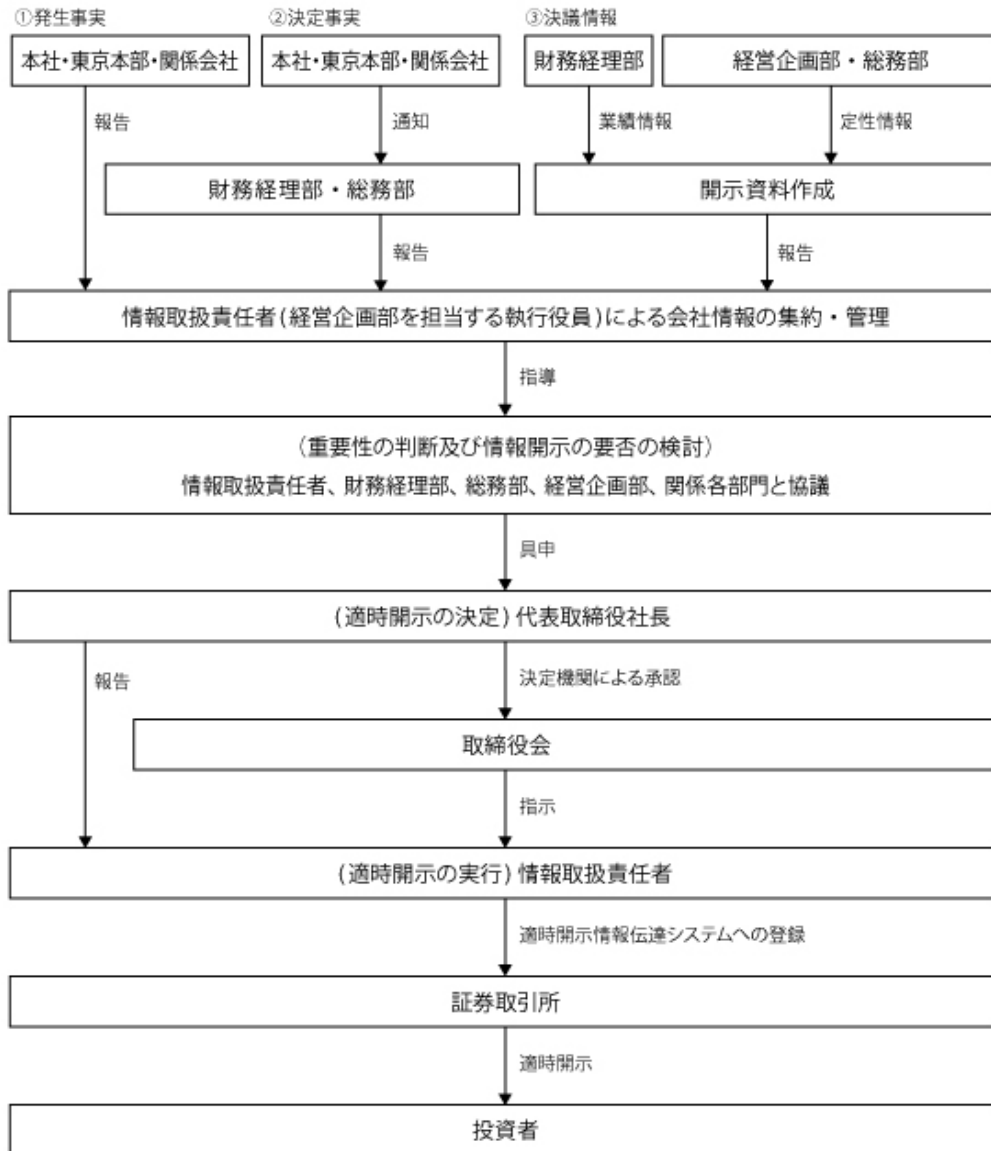 ①発生事実
②決定事実
③決議情報
本社・東京本部・関係会社
本社・東京本部・関係会社
財務経理部
経営企画部・総務部
報告
通知
業績情報
定性情報
財務経理部・総務部
開示資料作成
報告
報告
情報取扱責任者(経営企画部を担当する執行役員)による会社情報の集約・管理
指導
(重要性の判断及び情報開示の要否の検討)
情報取扱責任者、財務経理部、総務部、経営企画部、関係各部門と協議
具申
(適時開示の決定) 代表取締役社長
報告
決定機関による承認
取締役会
指示
(適時開示の実行) 情報取扱責任者
適時開示情報伝達システムへの登録
証券取引所
適時開示
投資者